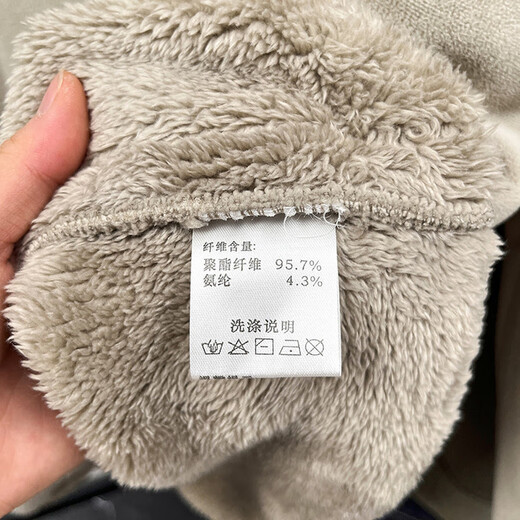 纤维含量:
聚酯纤维 95.7%
氨纶 4.3%
洗涤说明